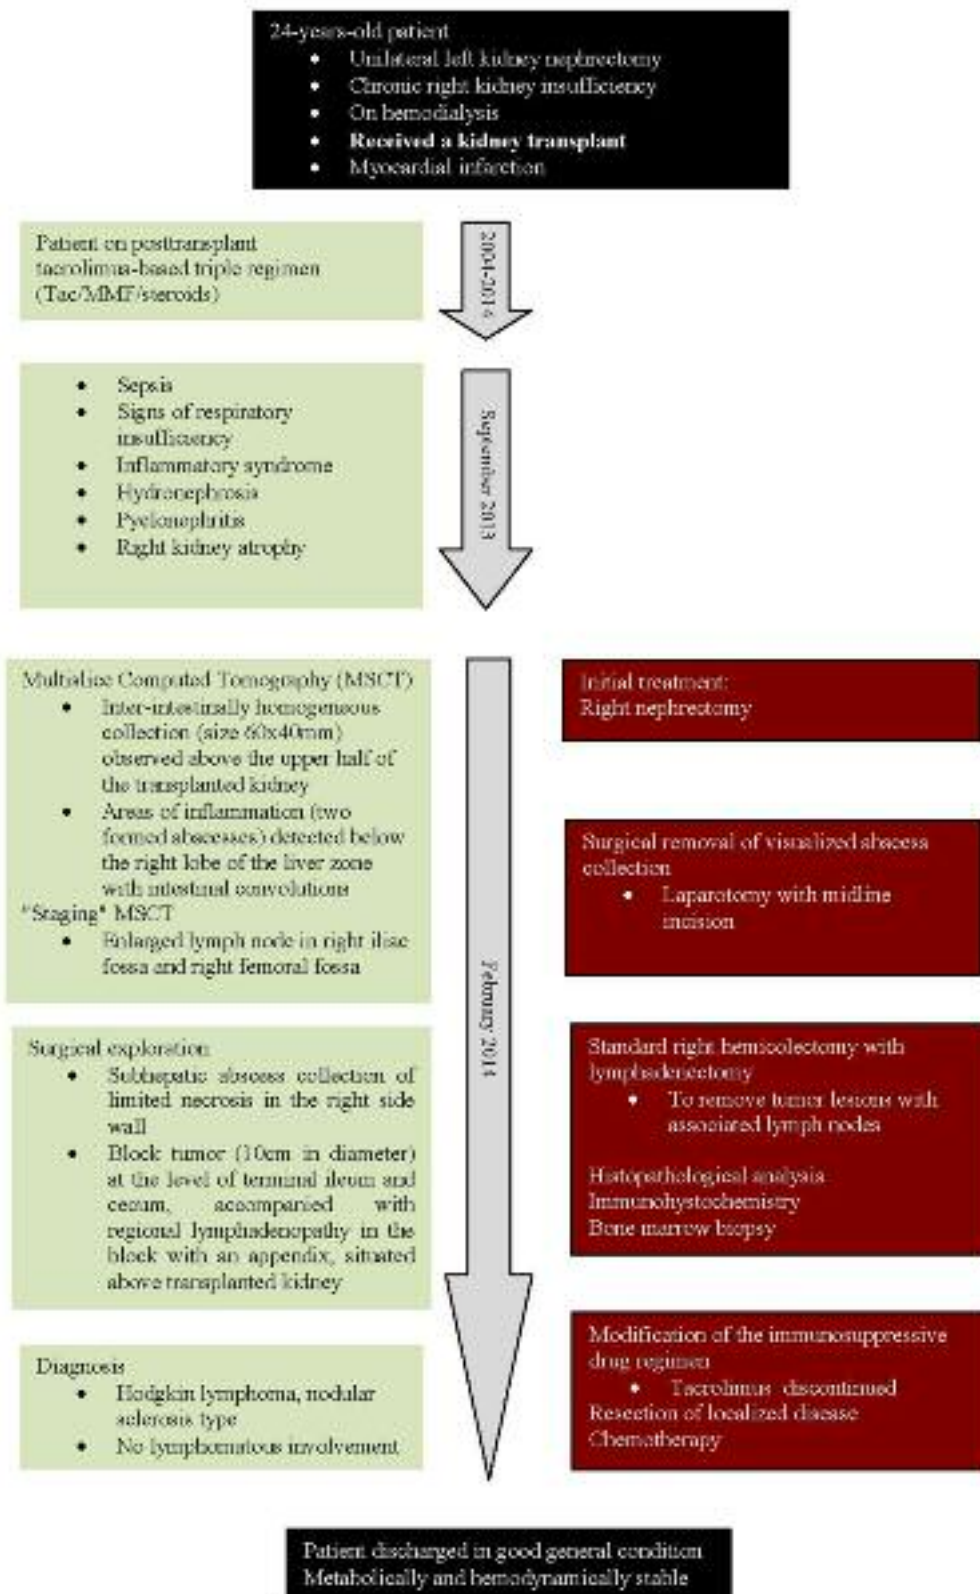 24-years-old patient
• Unilateral left kidney nephrectomy
• Chronic right kidney insufficiency
• On hemodialysis
• Received a kidney transplant
• Myocardial infarction
Patient on posttransplant
tacrolimus-based triple regimen
(Tac/MMF/steroids)
2004-2014
• Sepsis
• Signs of respiratory
insufficiency
• Inflammatory syndrome
• Hydronephrosis
• Pyelonephritis
• Right kidney atrophy
September 2013
Multislice Computed Tomography (MSCT)
• Inter-intestinally homogeneous
collection (size 60x40mm)
observed above the upper half of
the transplanted kidney
• Areas of inflammation (two
formed abscesses) detected below
the right lobe of the liver zone
with intestinal convolutions
"Staging" MSCT
• Enlarged lymph node in right iliac
fossa and right femoral fossa
February 2014
Initial treatment:
Right nephrectomy
Surgical removal of visualized abscess
collection
• Laparotomy with midline
incision
Surgical exploration
• Subhepatic abscess collection of
limited necrosis in the right side
wall
• Block tumor (10cm in diameter)
at the level of terminal ileum and
cecum, accompanied with
regional lymphadenopathy in the
block with an appendix, situated
above transplanted kidney
Standard right hemicolectomy with
lymphadenectomy
• To remove tumor lesions with
associated lymph nodes
Histopathological analysis
Immunohystochemistry
Bone marrow biopsy
Diagnosis
• Hodgkin lymphoma, nodular
sclerosis type
• No lymphomatous involvement
Modification of the immunosuppressive
drug regimen
• Tacrolimus discontinued
Resection of localized disease
Chemotherapy
Patient discharged in good general condition
Metabolically and hemodynamically stable